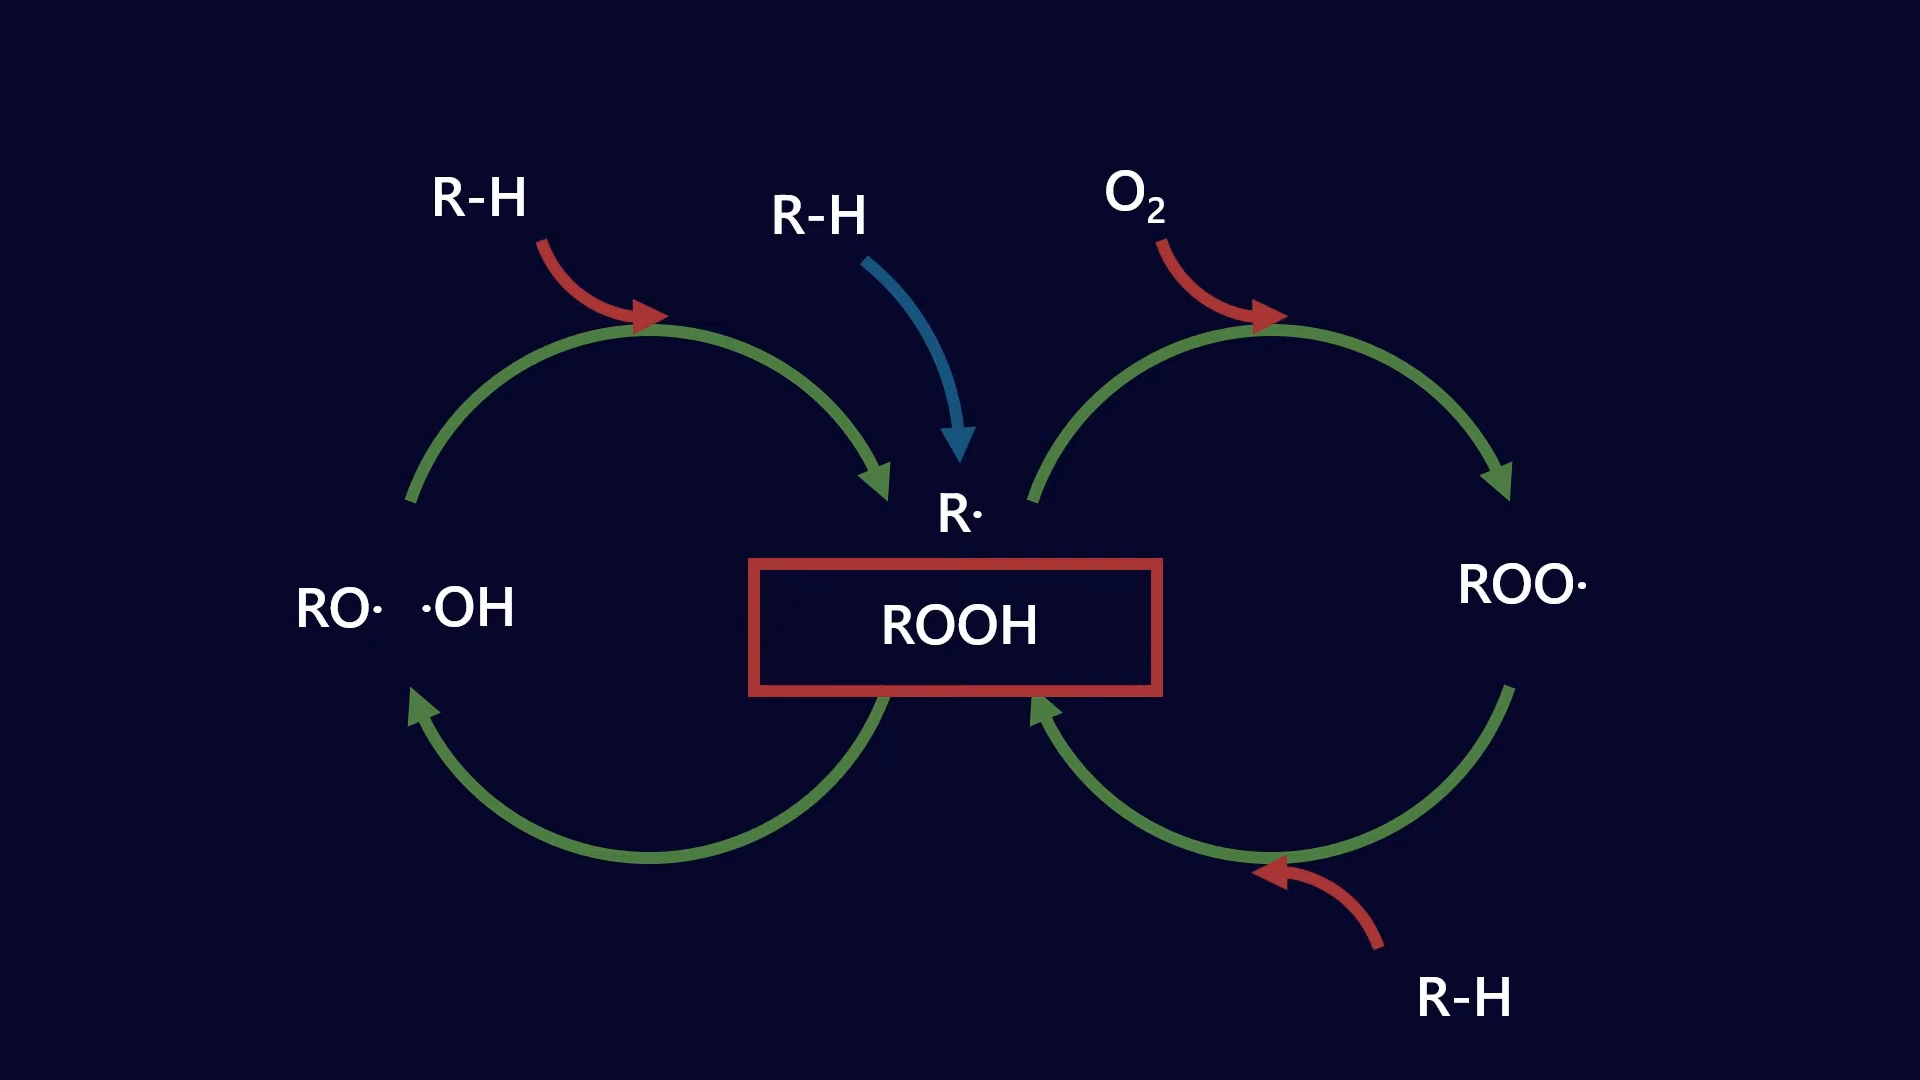 R-H
R-H
O₂
R·
RO· ·OH
ROOH
ROO·
R-H